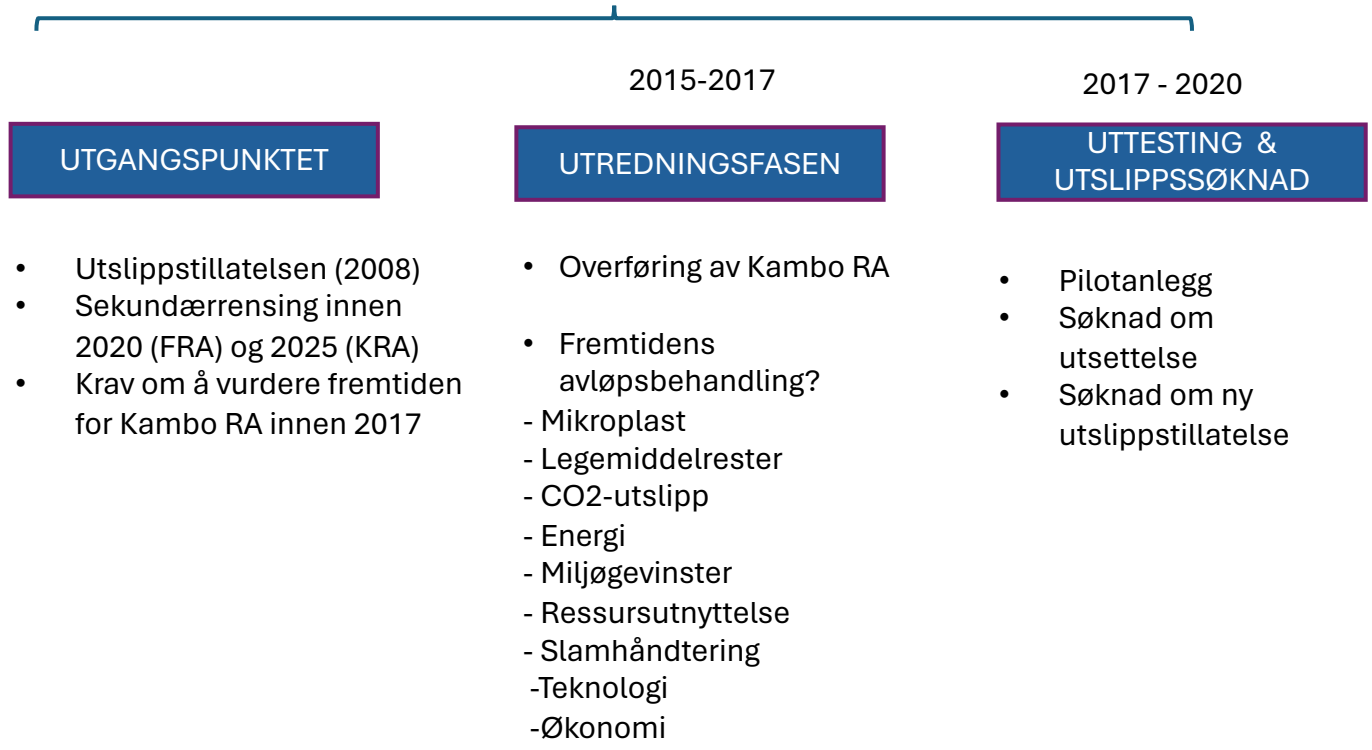 UTGANGSPUNKTET
• Utslippstillatelsen (2008)
• Sekundærrensing innen
2020 (FRA) og 2025 (KRA)
• Krav om å vurdere fremtiden
for Kambo RA innen 2017
2015-2017
UTREDNINGSFASEN
• Overføring av Kambo RA
• Fremtidens
avløpsbehandling?
- Mikroplast
- Legemiddelrester
- CO2-utslipp
- Energi
- Miljøgevinster
- Ressursutnyttelse
- Slamhåndtering
-Teknologi
-Økonomi
2017 - 2020
UTTESTING &
UTSLIPPSSØKNAD
• Pilotanlegg
• Søknad om
utsettelse
• Søknad om ny
utslippstillatelse